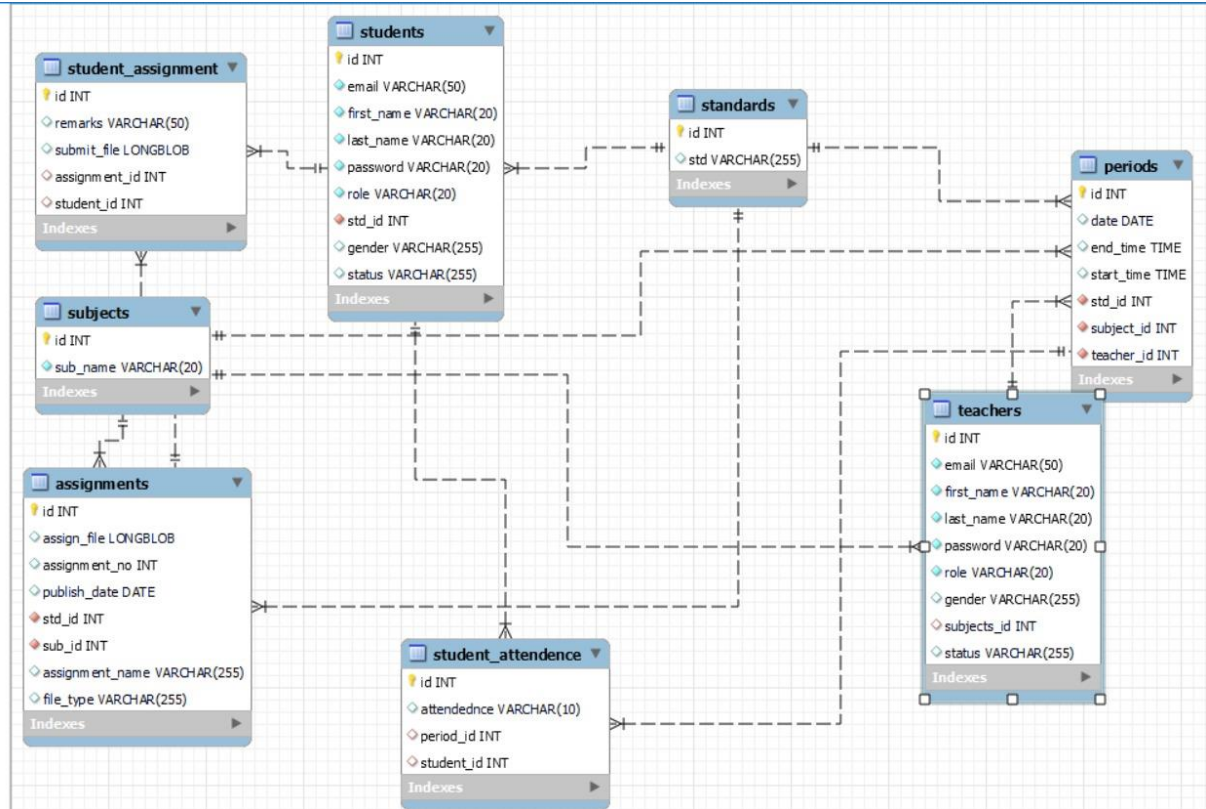 student_assignment
id INT
remarks VARCHAR(50)
submit_file LONGBLOB
assignment_id INT
student_id INT
Indexes
students
id INT
email VARCHAR(50)
first_name VARCHAR(20)
last_name VARCHAR(20)
password VARCHAR(20)
role VARCHAR(20)
std_id INT
gender VARCHAR(255)
status VARCHAR(255)
Indexes
standards
id INT
std VARCHAR(255)
Indexes
periods
id INT
date DATE
end_time TIME
start_time TIME
std_id INT
subject_id INT
teacher_id INT
Indexes
subjects
id INT
sub_name VARCHAR(20)
Indexes
teachers
id INT
email VARCHAR(50)
first_name VARCHAR(20)
last_name VARCHAR(20)
password VARCHAR(20)
role VARCHAR(20)
gender VARCHAR(255)
subjects_id INT
status VARCHAR(255)
Indexes
assignments
id INT
assign_file LONGBLOB
assignment_no INT
publish_date DATE
std_id INT
sub_id INT
assignment_name VARCHAR(255)
file_type VARCHAR(255)
Indexes
student_attendence
id INT
attendednce VARCHAR(10)
period_id INT
student_id INT
Indexes